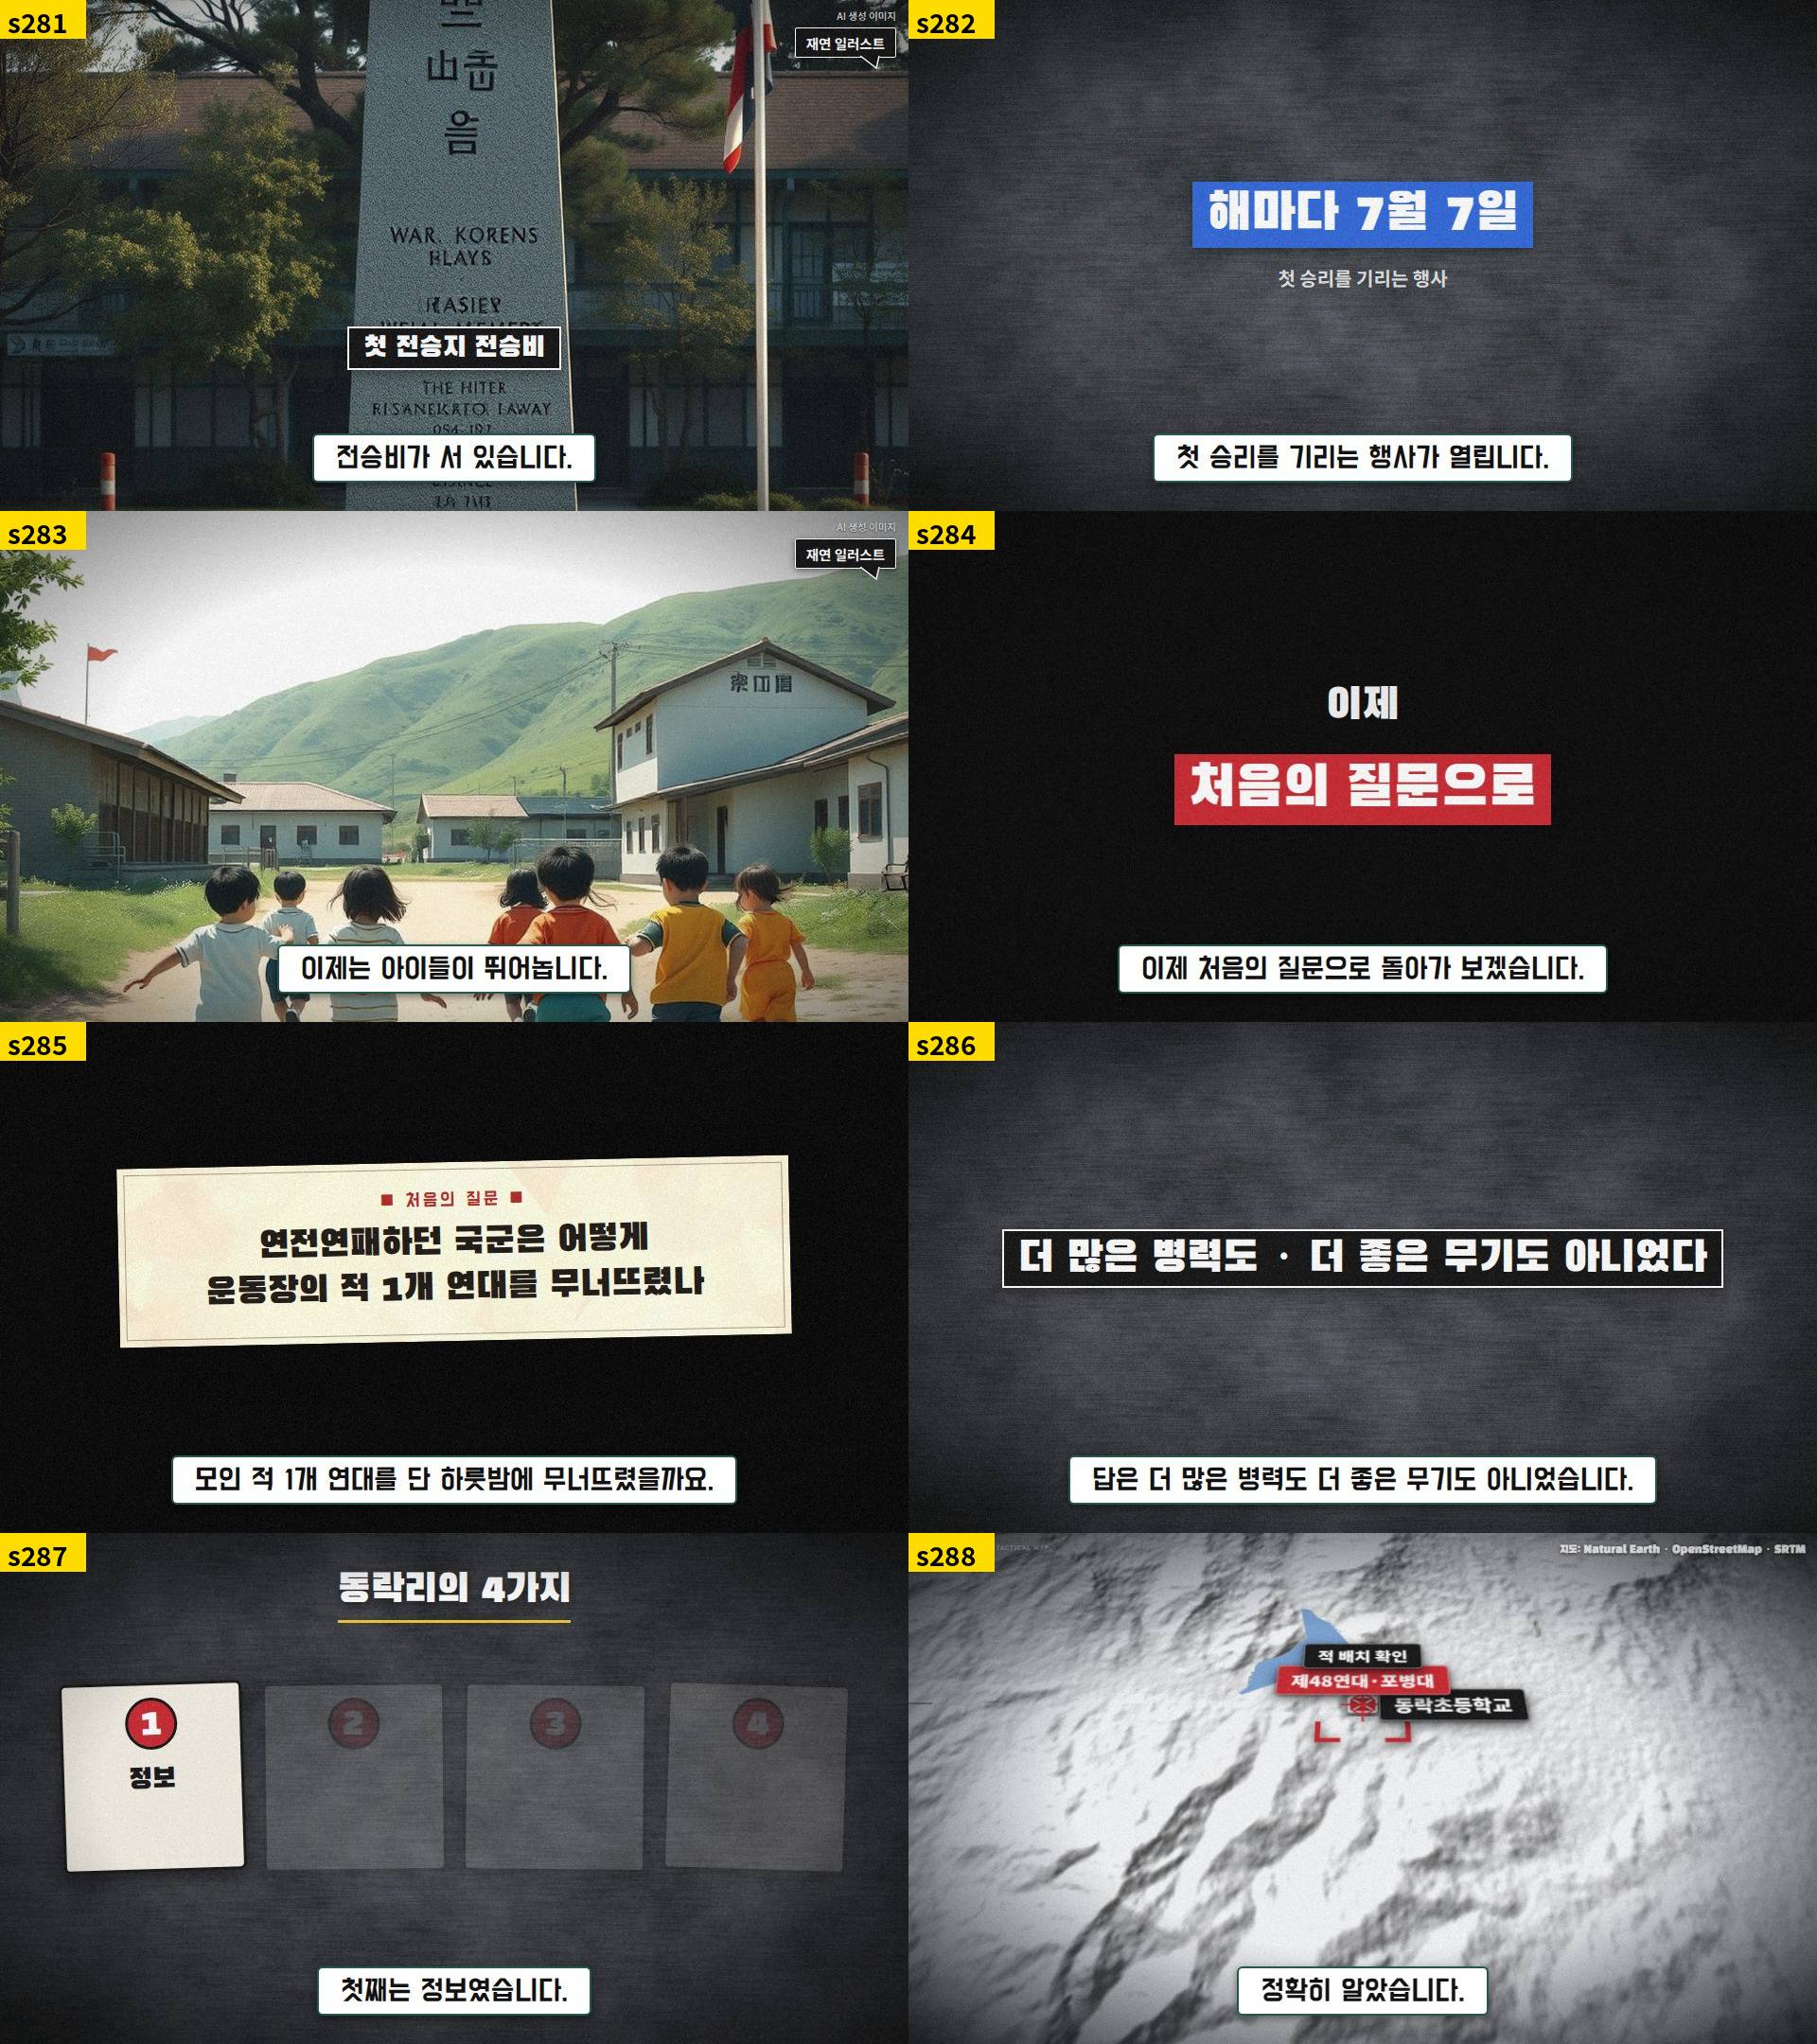 s281
AI 생성 이미지
재연 일러스트
음
WAR. KORENS
첫 전승지 전승비
THE HITER
전승비가 서 있습니다.
s282
해마다 7월 7일
첫 승리를 기리는 행사
첫 승리를 기리는 행사가 열립니다.
s283
AI 생성 이미지
재연 일러스트
이제는 아이들이 뛰어놉니다.
s284
이제
처음의 질문으로
이제 처음의 질문으로 돌아가 보겠습니다.
s285
■ 처음의 질문 ■
연전연패하던 국군은 어떻게
운동장의 적 1개 연대를 무너뜨렸나
모인 적 1개 연대를 단 하룻밤에 무너뜨렸을까요.
s286
더 많은 병력도 · 더 좋은 무기도 아니었다
답은 더 많은 병력도 더 좋은 무기도 아니었습니다.
s287
동락리의 4가지
1
2
3
4
정보
첫째는 정보였습니다.
s288
TACTICAL MAP
지도: Natural Earth · OpenStreetMap · SRTM
적 배치 확인
제48연대·포병대
동락초등학교
정확히 알았습니다.